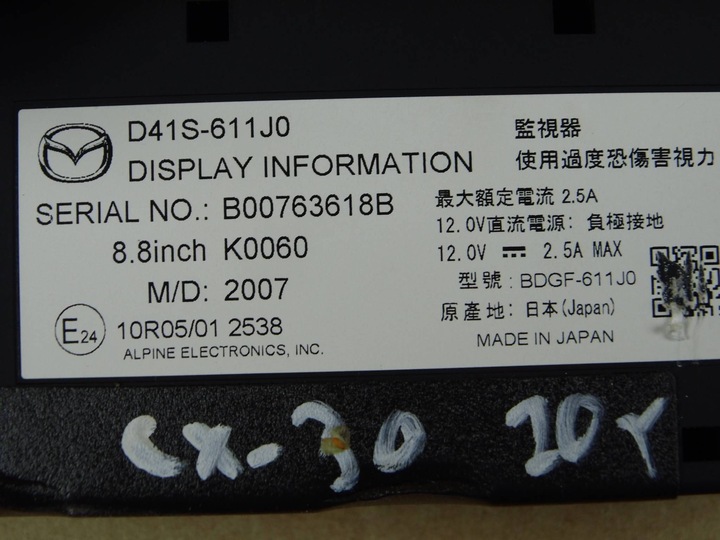 D41S-611J0
DISPLAY INFORMATION
SERIAL NO.: B00763618B
8.8inch K0060
M/D: 2007
E24 10R05/01 2538
ALPINE ELECTRONICS, INC.
監視器
使用過度恐傷害視力
最大額定電流 2.5A
12.0V直流電源: 負極接地
12.0V ⎓ 2.5A MAX
型號: BDGF-611J0
原產地: 日本(Japan)
MADE IN JAPAN
CX-30 20r